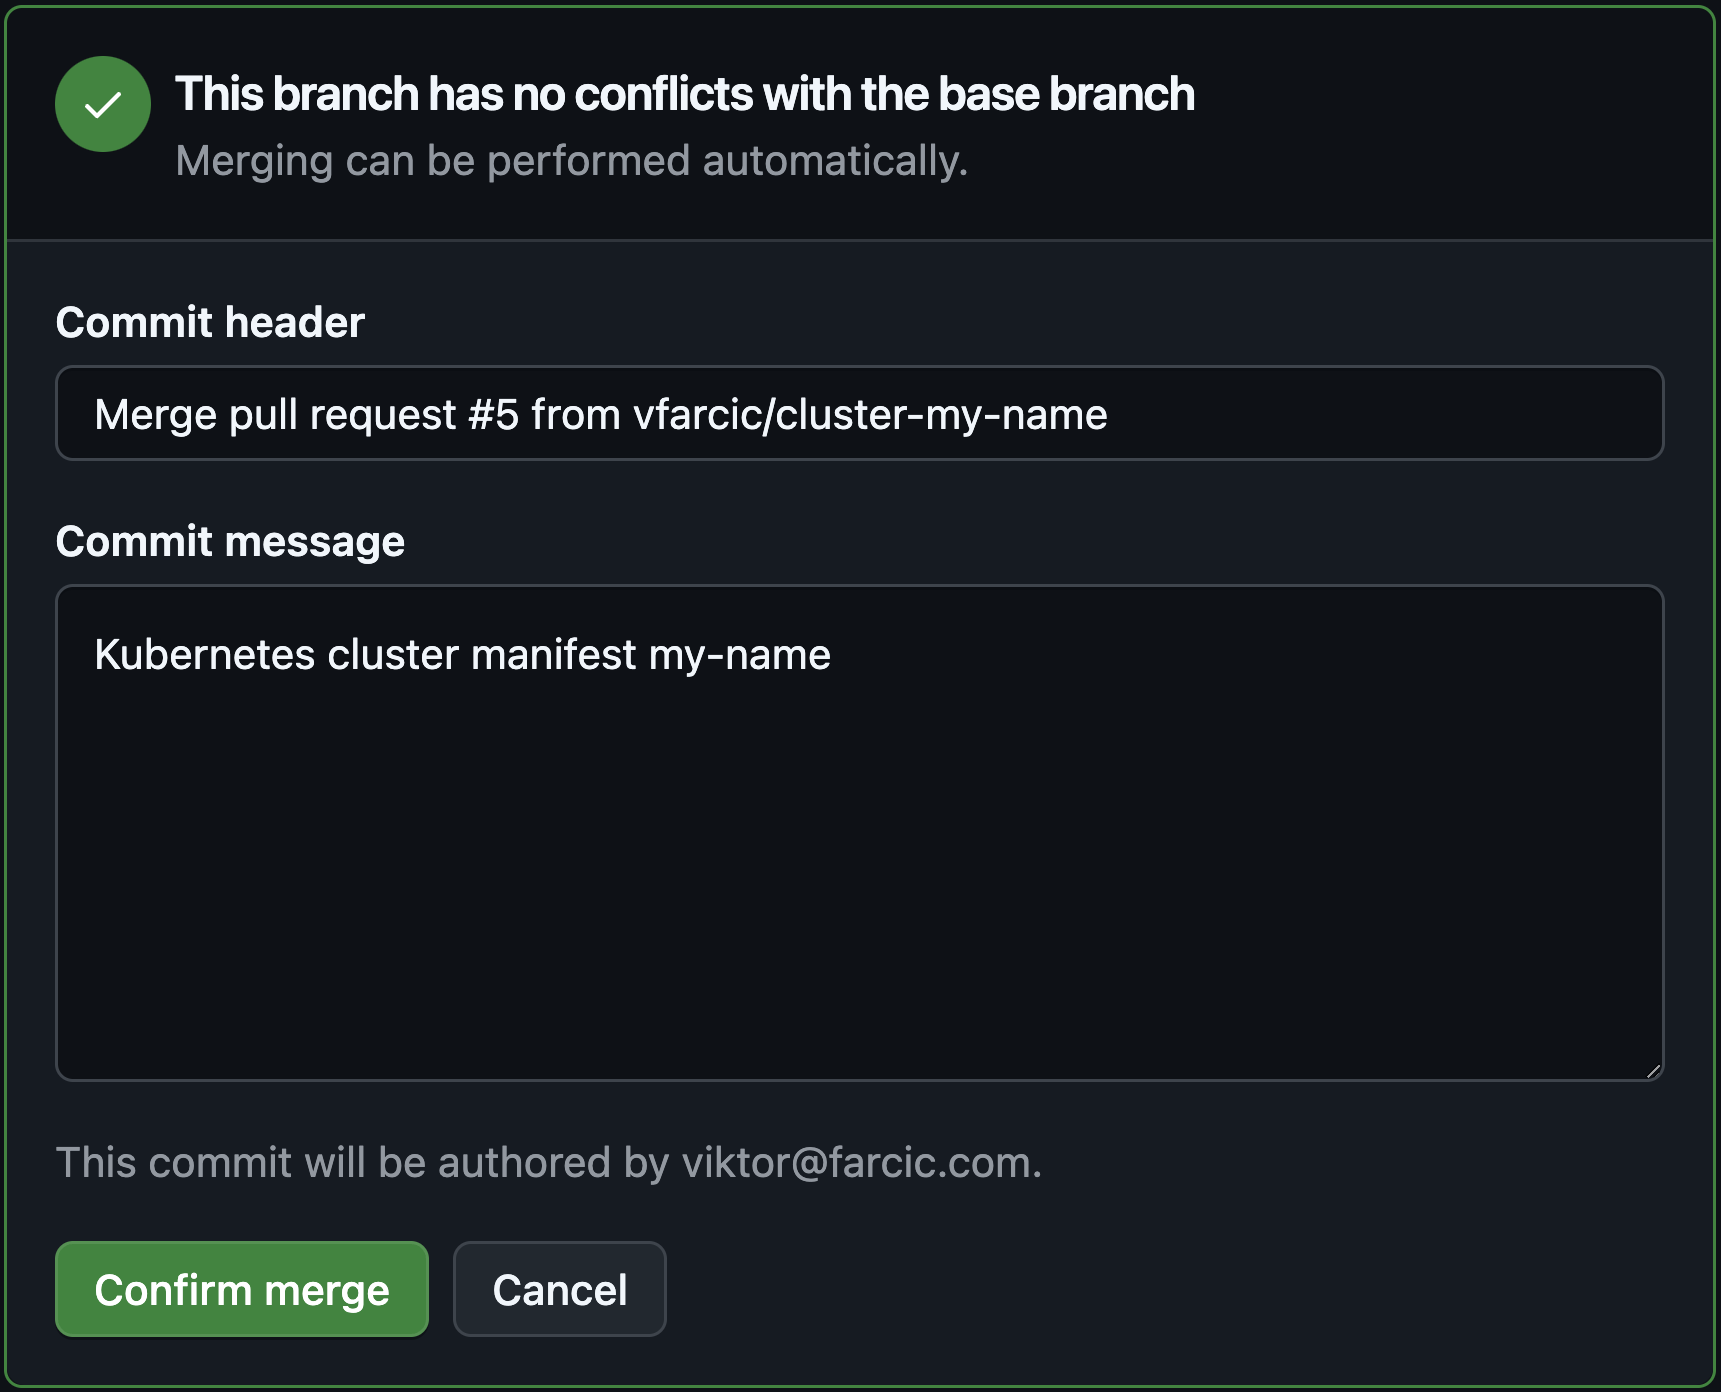 This branch has no conflicts with the base branch
Merging can be performed automatically.
Commit header
Merge pull request #5 from vfarcic/cluster-my-name
Commit message
Kubernetes cluster manifest my-name
This commit will be authored by viktor@farcic.com.
Confirm merge
Cancel